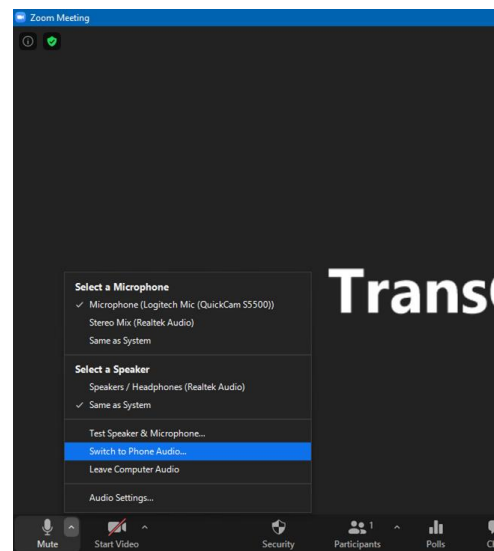 Zoom Meeting
Select a Microphone
Microphone (Logitech Mic (QuickCam S5500))
Stereo Mix (Realtek Audio)
Same as System
Select a Speaker
Speakers / Headphones (Realtek Audio)
Same as System
Test Speaker & Microphone...
Switch to Phone Audio...
Leave Computer Audio
Audio Settings...
Trans
1
Mute Start Video Security Participants Polls